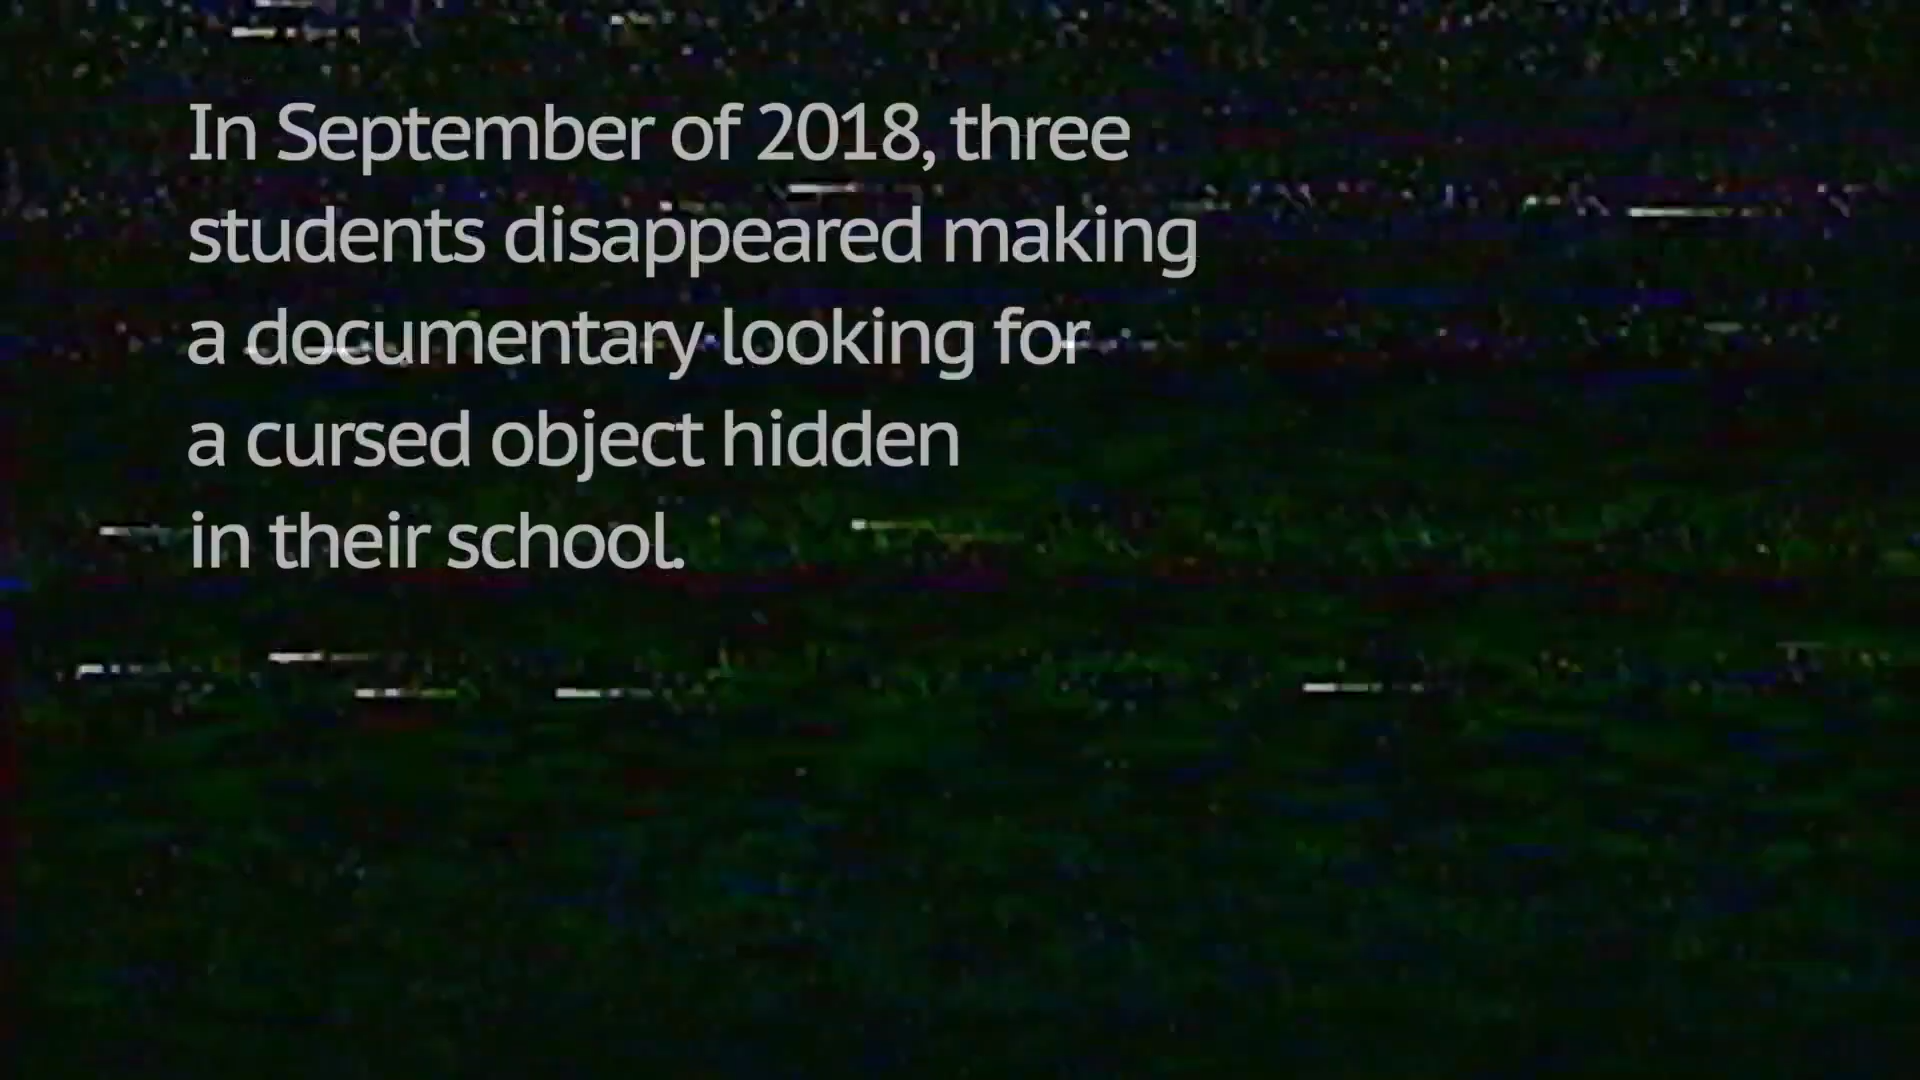 In September of 2018, three
students disappeared making
a documentary looking for
a cursed object hidden
in their school.